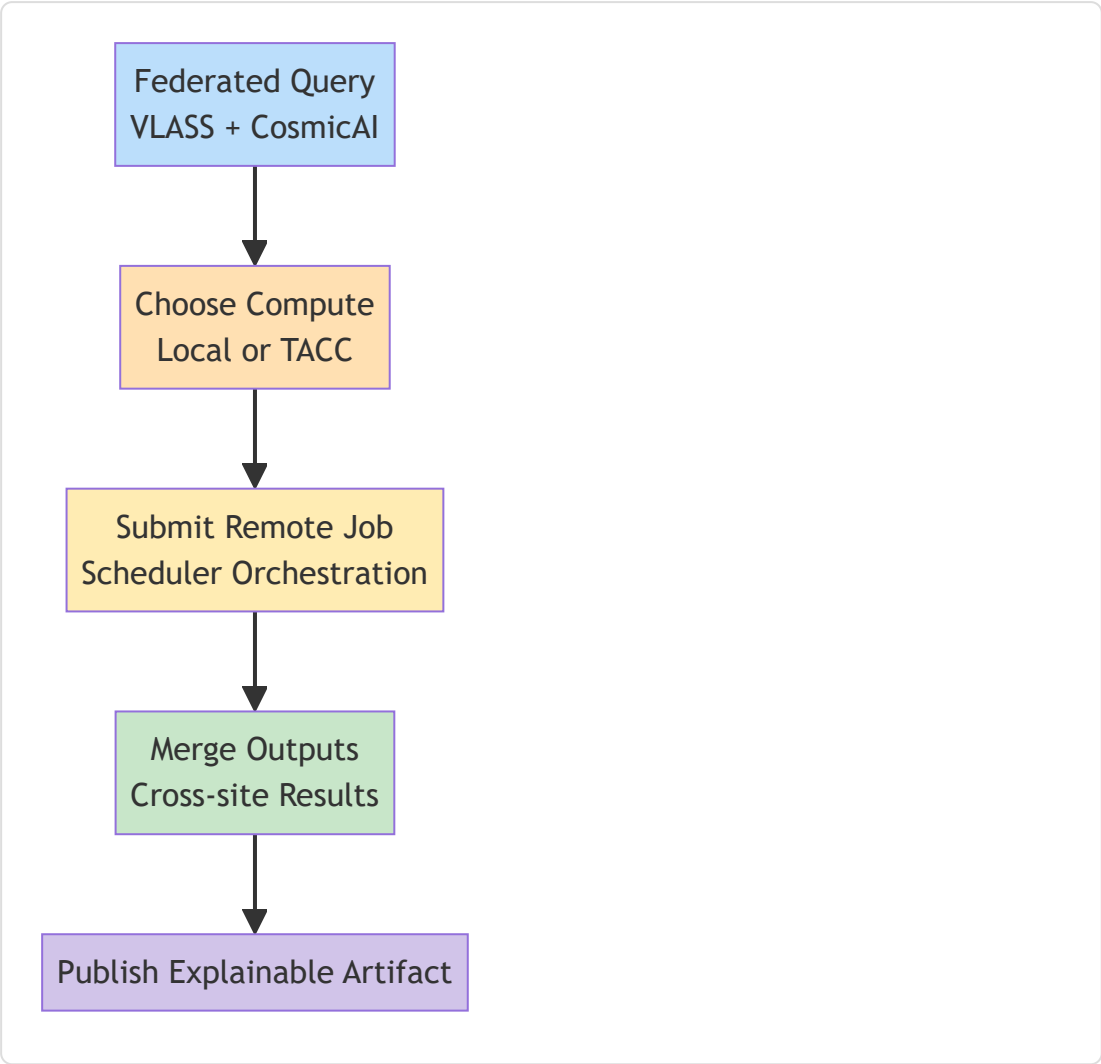 Federated Query
VLASS + CosmicAI
Choose Compute
Local or TACC
Submit Remote Job
Scheduler Orchestration
Merge Outputs
Cross-site Results
Publish Explainable Artifact